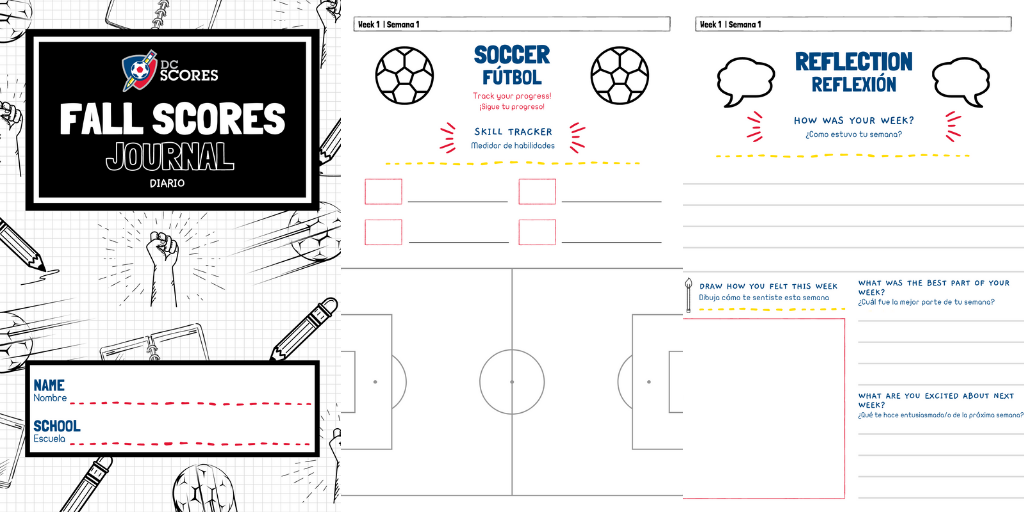 DC
SCORES
FALL SCORES
JOURNAL
DIARIO
NAME
Nombre
SCHOOL
Escuela
Week 1 | Semana 1
SOCCER
FÚTBOL
Track your progress!
¡Sigue tu progreso!
SKILL TRACKER
Medidor de habilidades
Week 1 | Semana 1
REFLECTION
REFLEXIÓN
HOW WAS YOUR WEEK?
¿Como estuvo tu semana?
DRAW HOW YOU FELT THIS WEEK
Dibuja cómo te sentiste esta semana
WHAT WAS THE BEST PART OF YOUR
WEEK?
¿Cuál fue la mejor parte de tu semana?
WHAT ARE YOU EXCITED ABOUT NEXT
WEEK?
¿Qué te hace entusiasmada/o de la próxima semana?